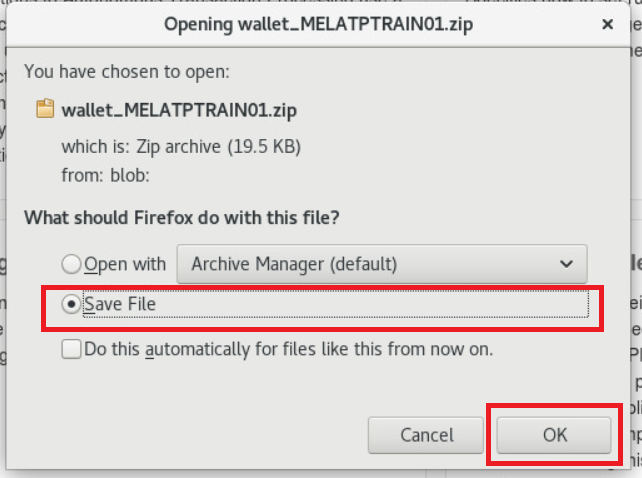 Opening wallet_MELATPTRAIN01.zip
You have chosen to open:
wallet_MELATPTRAIN01.zip
which is: Zip archive (19.5 KB)
from: blob:
What should Firefox do with this file?
Open with Archive Manager (default)
Save File
Do this automatically for files like this from now on.
Cancel OK